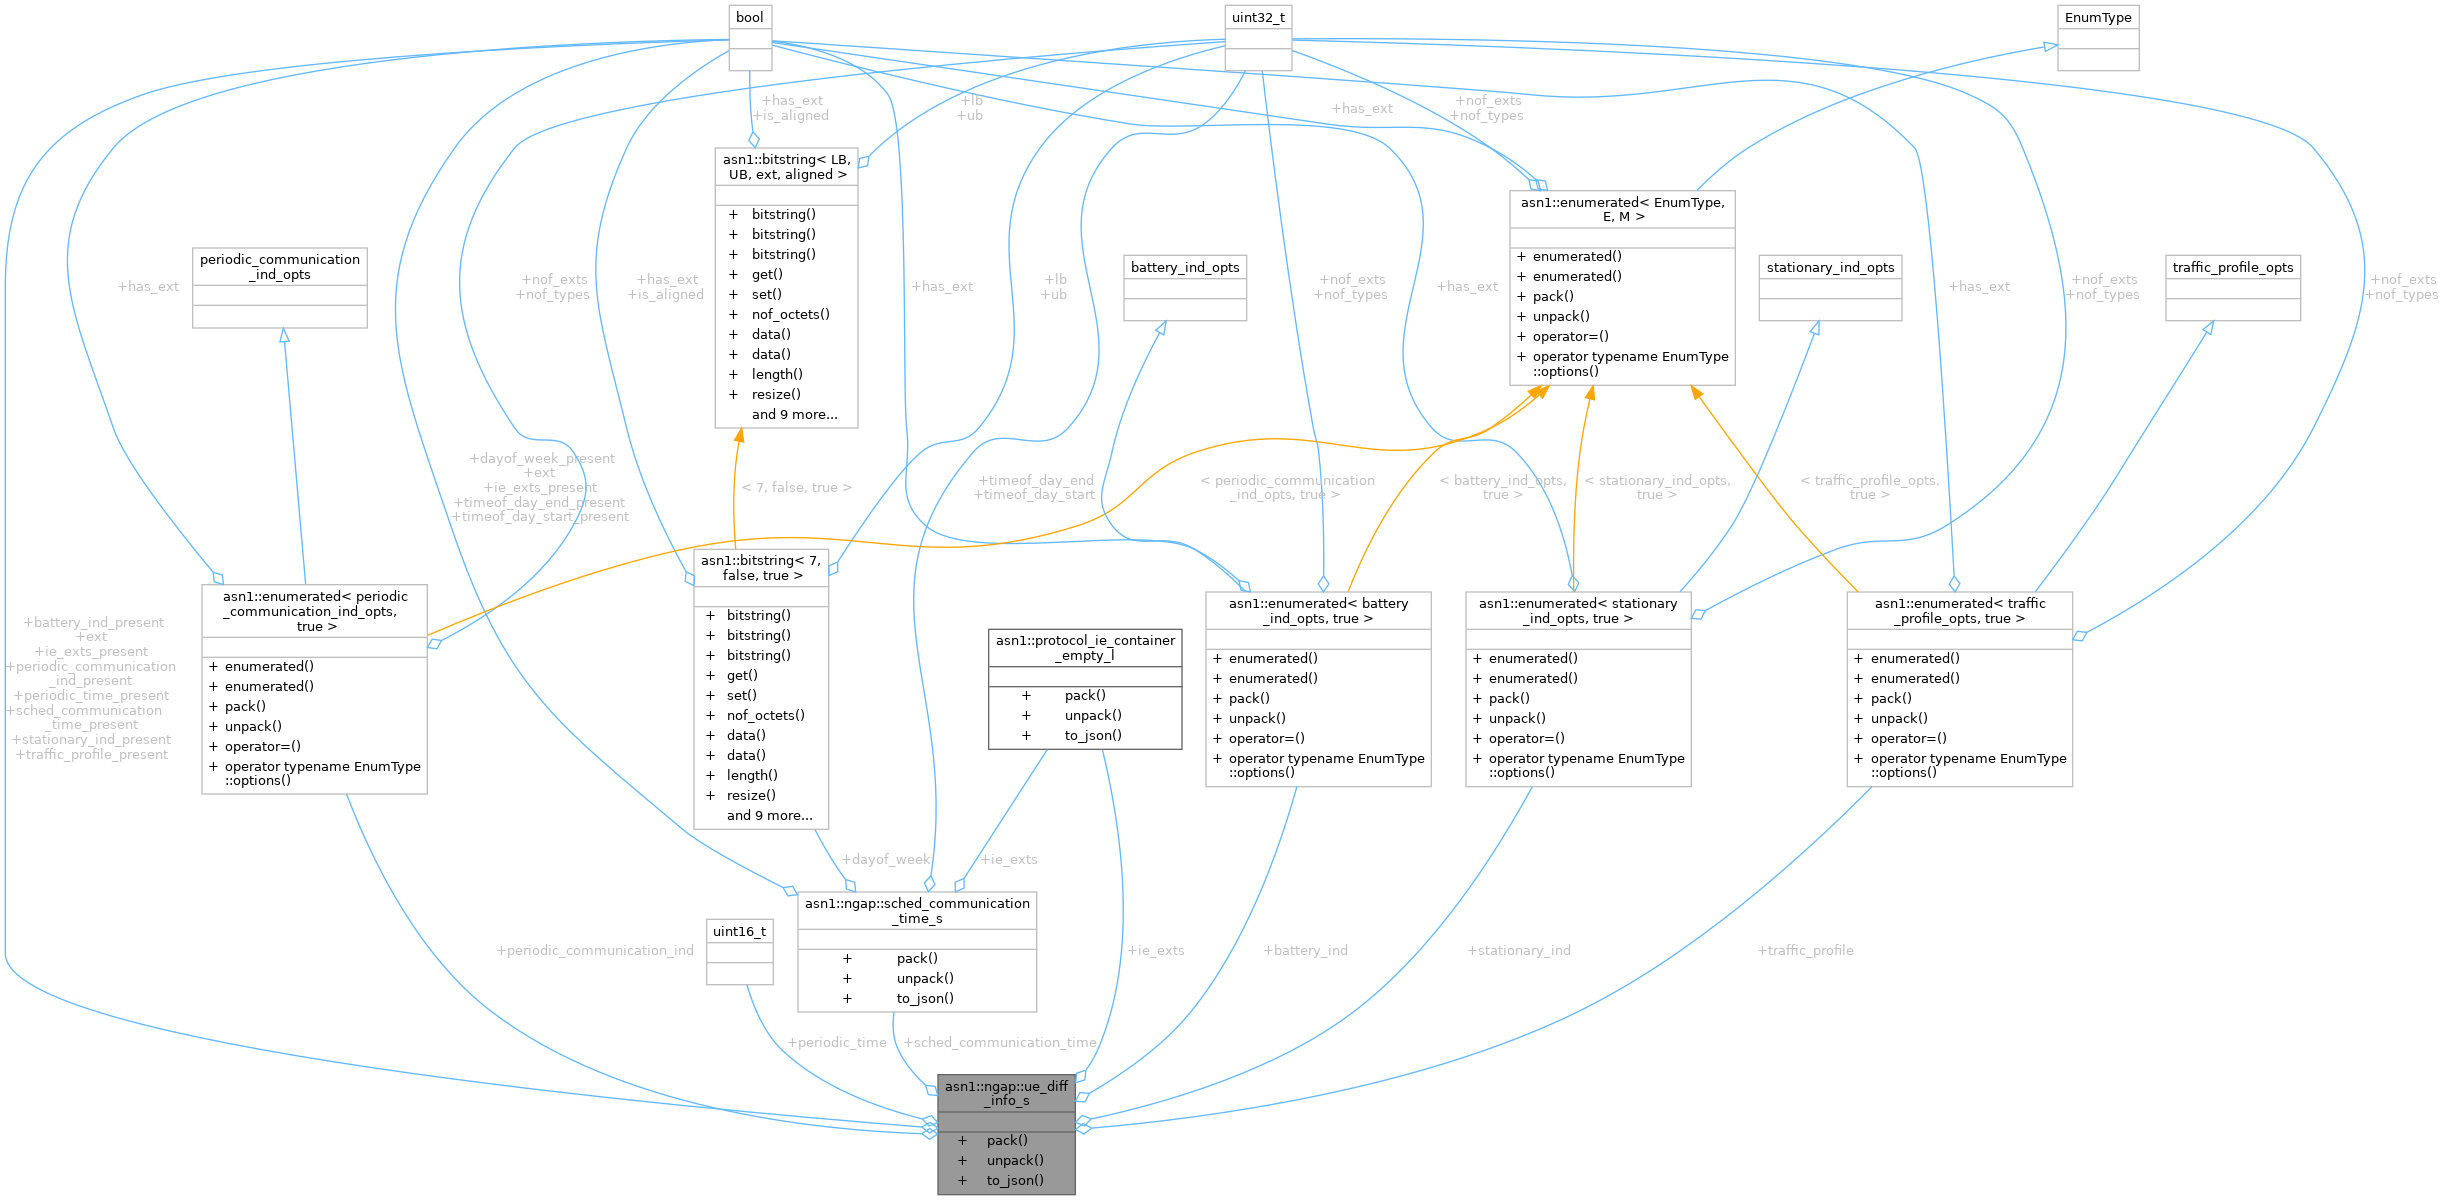 bool
uint32_t
EnumType
+has_ext
+is_aligned
+lb
+ub
+has_ext
+nof_exts
+nof_types
asn1::bitstring< LB,
UB, ext, aligned >
+ bitstring()
+ bitstring()
+ bitstring()
+ get()
+ set()
+ nof_octets()
+ data()
+ data()
+ length()
+ resize()
and 9 more...
asn1::enumerated< EnumType,
E, M >
+ enumerated()
+ enumerated()
+ pack()
+ unpack()
+ operator=()
+ operator typename EnumType
::options()
periodic_communication
_ind_opts
battery_ind_opts
stationary_ind_opts
traffic_profile_opts
+has_ext
+nof_exts
+nof_types
+has_ext
+is_aligned
+has_ext
+lb
+ub
+nof_exts
+nof_types
+has_ext
+nof_exts
+nof_types
+has_ext
+nof_exts
+nof_types
+dayof_week_present
+ext
+ie_exts_present
+timeof_day_end_present
+timeof_day_start_present
< 7, false, true >
+timeof_day_end
+timeof_day_start
< periodic_communication
_ind_opts, true >
< battery_ind_opts,
true >
< stationary_ind_opts,
true >
< traffic_profile_opts,
true >
+battery_ind_present
+ext
+ie_exts_present
+periodic_communication
_ind_present
+periodic_time_present
+sched_communication
_time_present
+stationary_ind_present
+traffic_profile_present
asn1::enumerated< periodic
_communication_ind_opts,
true >
+ enumerated()
+ enumerated()
+ pack()
+ unpack()
+ operator=()
+ operator typename EnumType
::options()
asn1::bitstring< 7,
false, true >
+ bitstring()
+ bitstring()
+ bitstring()
+ get()
+ set()
+ nof_octets()
+ data()
+ data()
+ length()
+ resize()
and 9 more...
asn1::protocol_ie_container
_empty_l
+ pack()
+ unpack()
+ to_json()
asn1::enumerated< battery
_ind_opts, true >
+ enumerated()
+ enumerated()
+ pack()
+ unpack()
+ operator=()
+ operator typename EnumType
::options()
asn1::enumerated< stationary
_ind_opts, true >
+ enumerated()
+ enumerated()
+ pack()
+ unpack()
+ operator=()
+ operator typename EnumType
::options()
asn1::enumerated< traffic
_profile_opts, true >
+ enumerated()
+ enumerated()
+ pack()
+ unpack()
+ operator=()
+ operator typename EnumType
::options()
+dayof_week
+ie_exts
uint16_t
asn1::ngap::sched_communication
_time_s
+ pack()
+ unpack()
+ to_json()
+periodic_communication_ind
+ie_exts
+battery_ind
+stationary_ind
+traffic_profile
+periodic_time
+sched_communication_time
asn1::ngap::ue_diff
_info_s
+ pack()
+ unpack()
+ to_json()